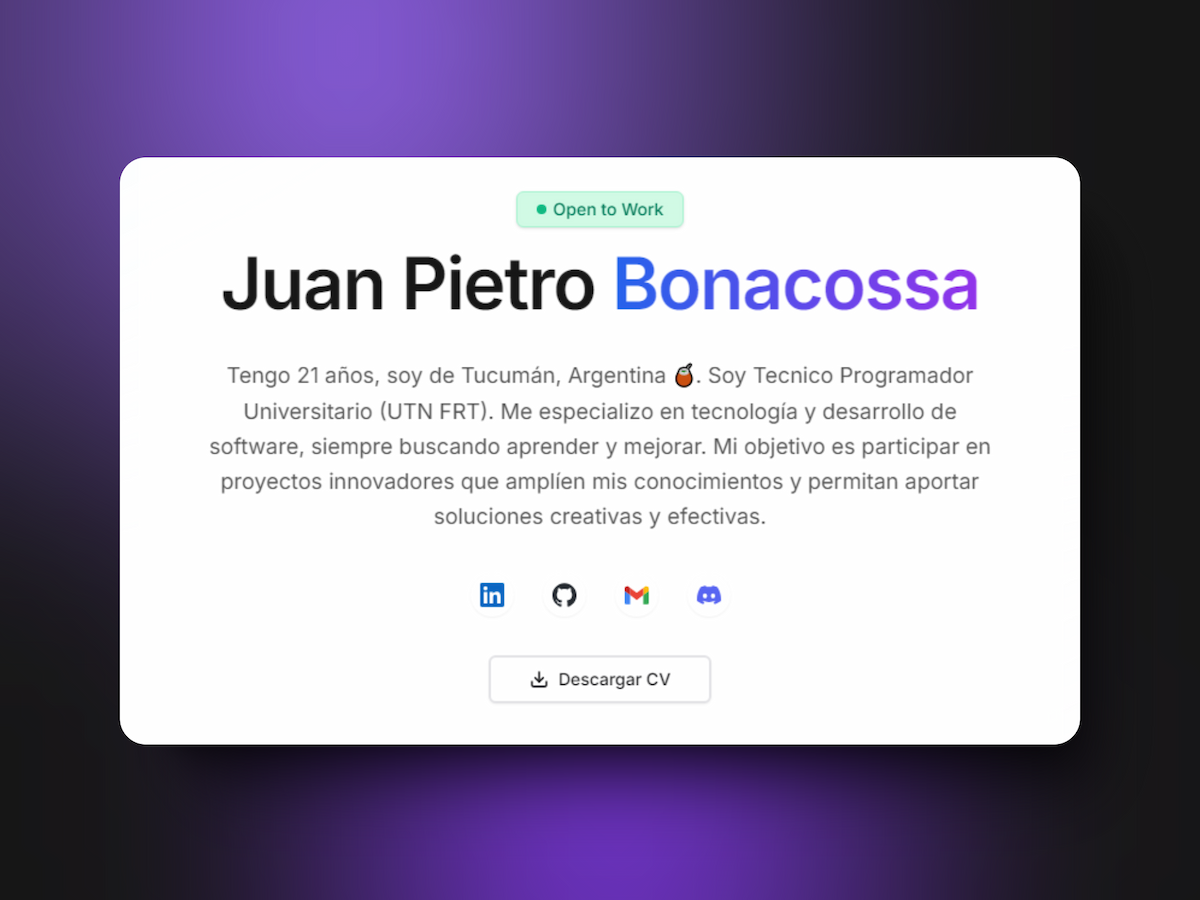 Open to Work
Juan Pietro Bonacossa
Tengo 21 años, soy de Tucumán, Argentina 🧉. Soy Tecnico Programador
Universitario (UTN FRT). Me especializo en tecnología y desarrollo de
software, siempre buscando aprender y mejorar. Mi objetivo es participar en
proyectos innovadores que amplíen mis conocimientos y permitan aportar
soluciones creativas y efectivas.
in
Descargar CV